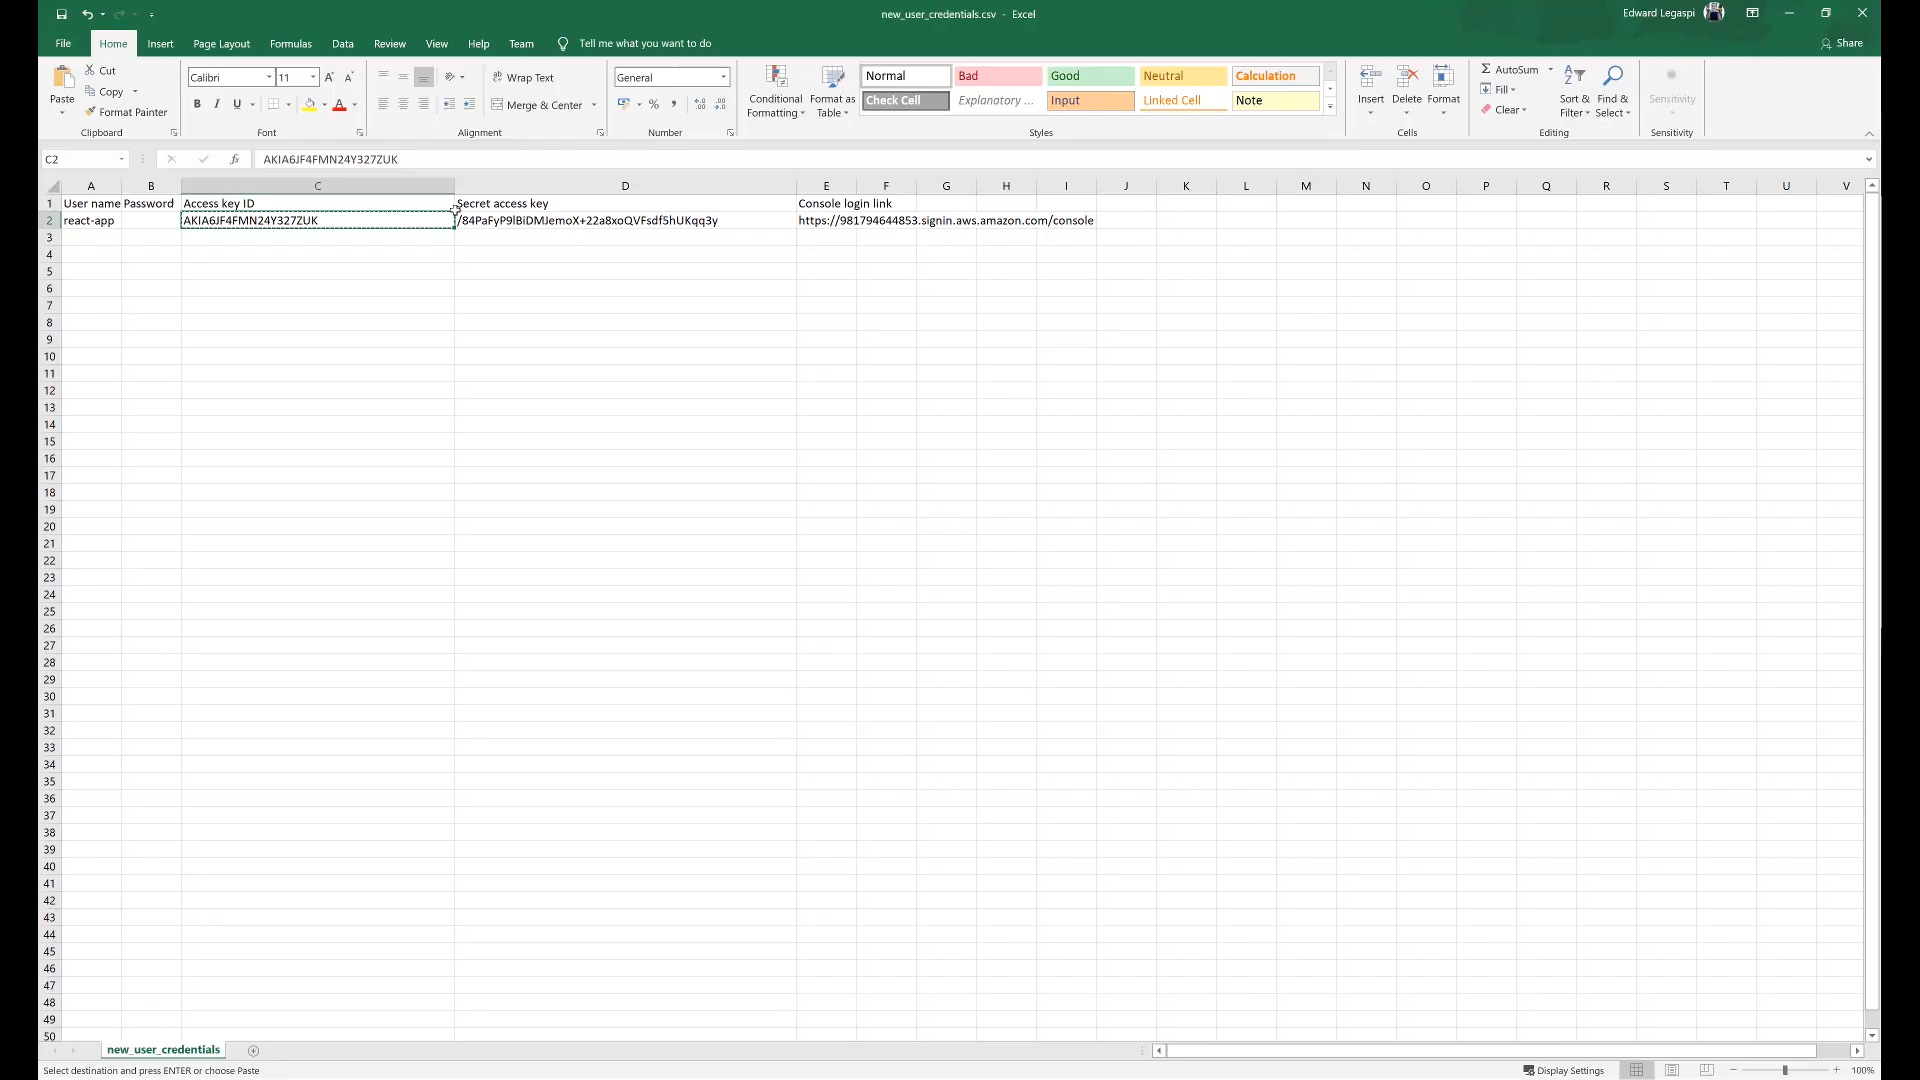 new_user_credentials.csv - Excel
Edward Legaspi
File Home Insert Page Layout Formulas Data Review View Help Team Tell me what you want to do Share
Paste
Cut
Copy
Format Painter
Clipboard
Calibri 11
B I U
Font
Wrap Text
Merge & Center
Alignment
General
%
Number
Conditional Formatting
Format as Table
Normal Bad Good Neutral Calculation
Check Cell Explanatory ... Input Linked Cell Note
Styles
Insert Delete Format
Cells
AutoSum
Fill
Clear
Sort & Filter
Find & Select
Editing
Sensitivity
Sensitivity
C2 fx AKIA6JF4FMN24Y327ZUK
A B C D E F G H I J K L M N O P Q R S T U V
1 User name Password Access key ID Secret access key Console login link
2 react-app AKIA6JF4FMN24Y327ZUK https://981794644853.signin.aws.amazon.com/console
3
4
5
6
7
8
9
10
11
12
13
14
15
16
17
18
19
20
21
22
23
24
25
26
27
28
29
30
31
32
33
34
35
36
37
38
39
40
41
42
43
44
45
46
47
48
49
50
new_user_credentials
Select destination and press ENTER or choose Paste Display Settings 100%